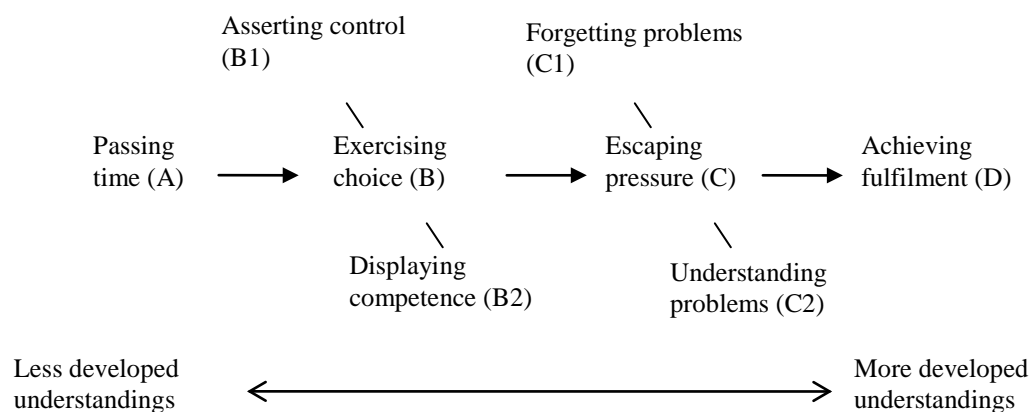 Asserting control
(B1)
Forgetting problems
(C1)
Passing
time (A)
Exercising
choice (B)
Escaping
pressure (C)
Achieving
fulfilment (D)
Displaying
competence (B2)
Understanding
problems (C2)
Less developed
understandings
More developed
understandings